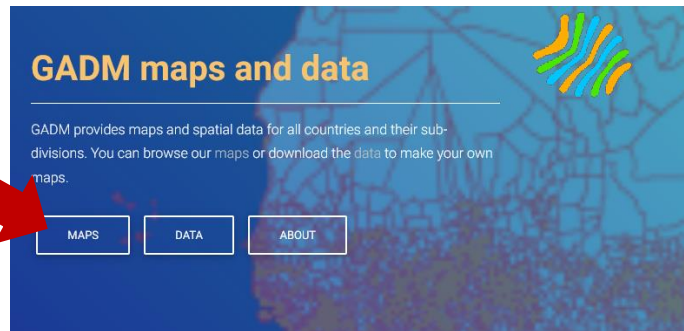 GADM maps and data
GADM provides maps and spatial data for all countries and their sub-
divisions. You can browse our maps or download the data to make your own
maps.
MAPS
DATA
ABOUT